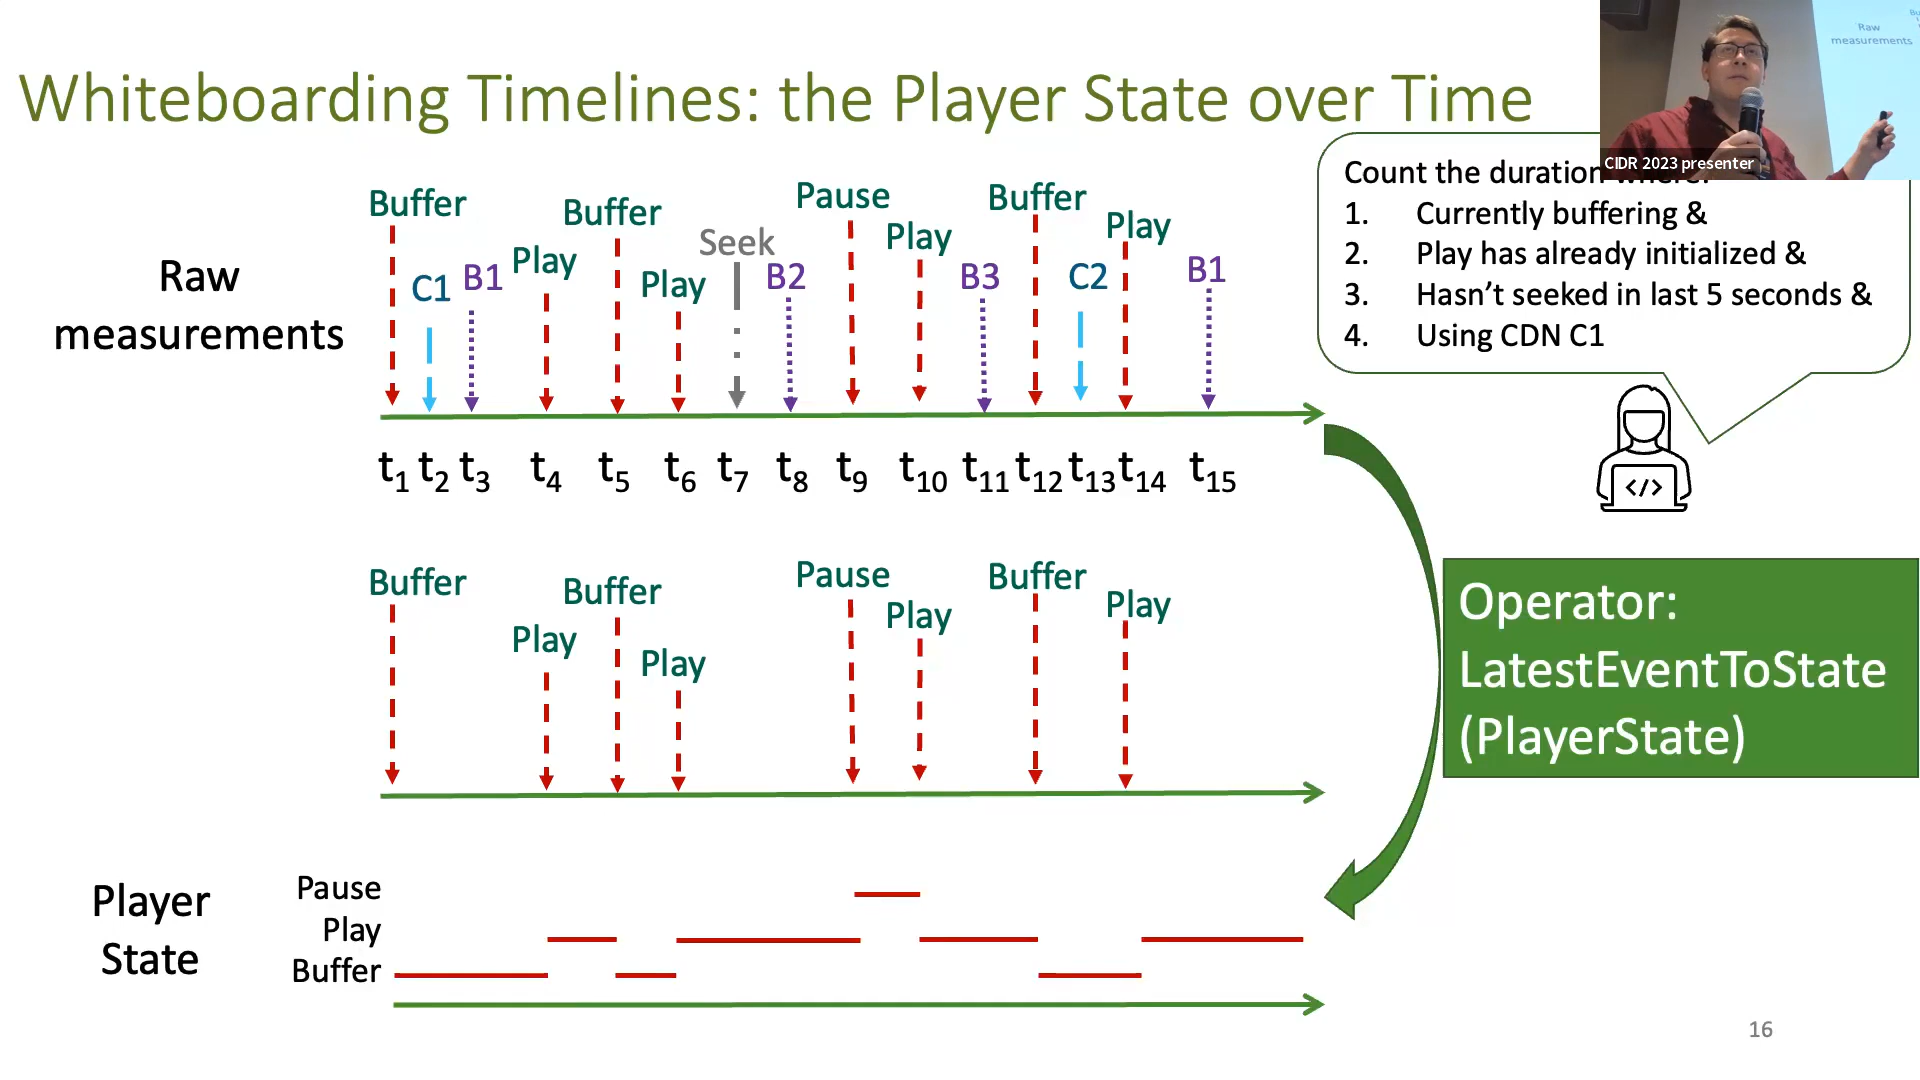 Whiteboarding Timelines: the Player State over Time
Raw
measurements
CIDR 2023 presenter
Count the duration where:
1. Currently buffering &
2. Play has already initialized &
3. Hasn't seeked in last 5 seconds &
4. Using CDN C1
Raw
measurements
Buffer
C1
B1
Play
Buffer
Play
Seek
B2
Pause
Play
B3
Buffer
C2
Play
B1
t1 t2 t3 t4 t5 t6 t7 t8 t9 t10 t11 t12 t13 t14 t15
</>
Buffer
Play
Buffer
Play
Pause
Play
Buffer
Play
Operator:
LatestEventToState
(PlayerState)
Player
State
Pause
Play
Buffer
16